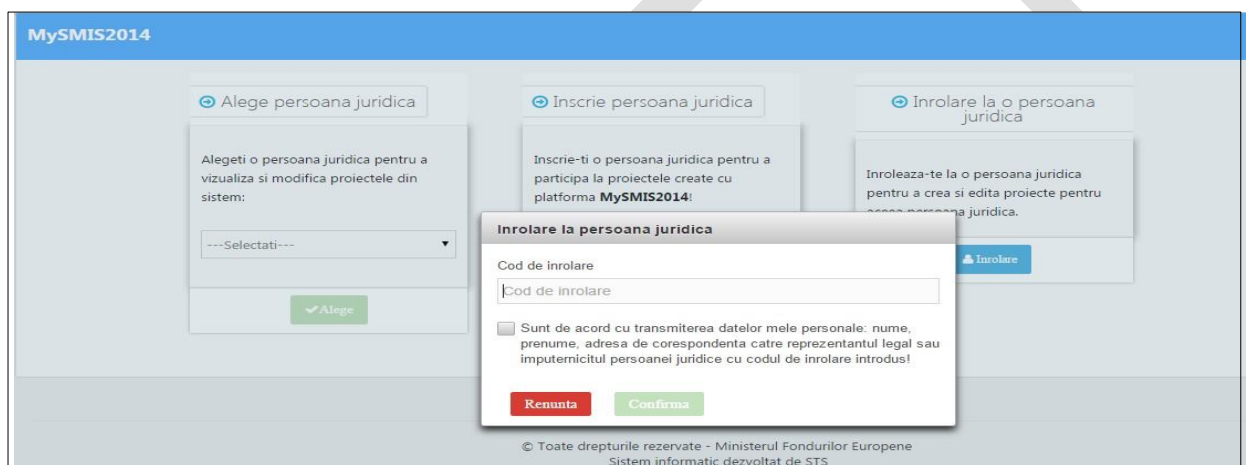 MySMIS2014
Alege persoana juridica
Alegeti o persoana juridica pentru a
vizualiza si modifica proiectele din
sistem:
---Selectati---
Alege
Inscrie persoana juridica
Inscrie-ti o persoana juridica pentru a
participa la proiectele create cu
platforma MySMIS2014!
Inrolare la o persoana
juridica
Inroleaza-te la o persoana juridica
pentru a crea si edita proiecte pentru
aceea persoana juridica.
Inrolare
Inrolare la persoana juridica
Cod de inrolare
Cod de inrolare
Sunt de acord cu transmiterea datelor mele personale: nume,
prenume, adresa de corespondenta catre reprezentantul legal sau
imputernicitul persoanei juridice cu codul de inrolare introdus!
Renunta
Confirma
© Toate drepturile rezervate - Ministerul Fondurilor Europene
Sistem informatic dezvoltat de STS